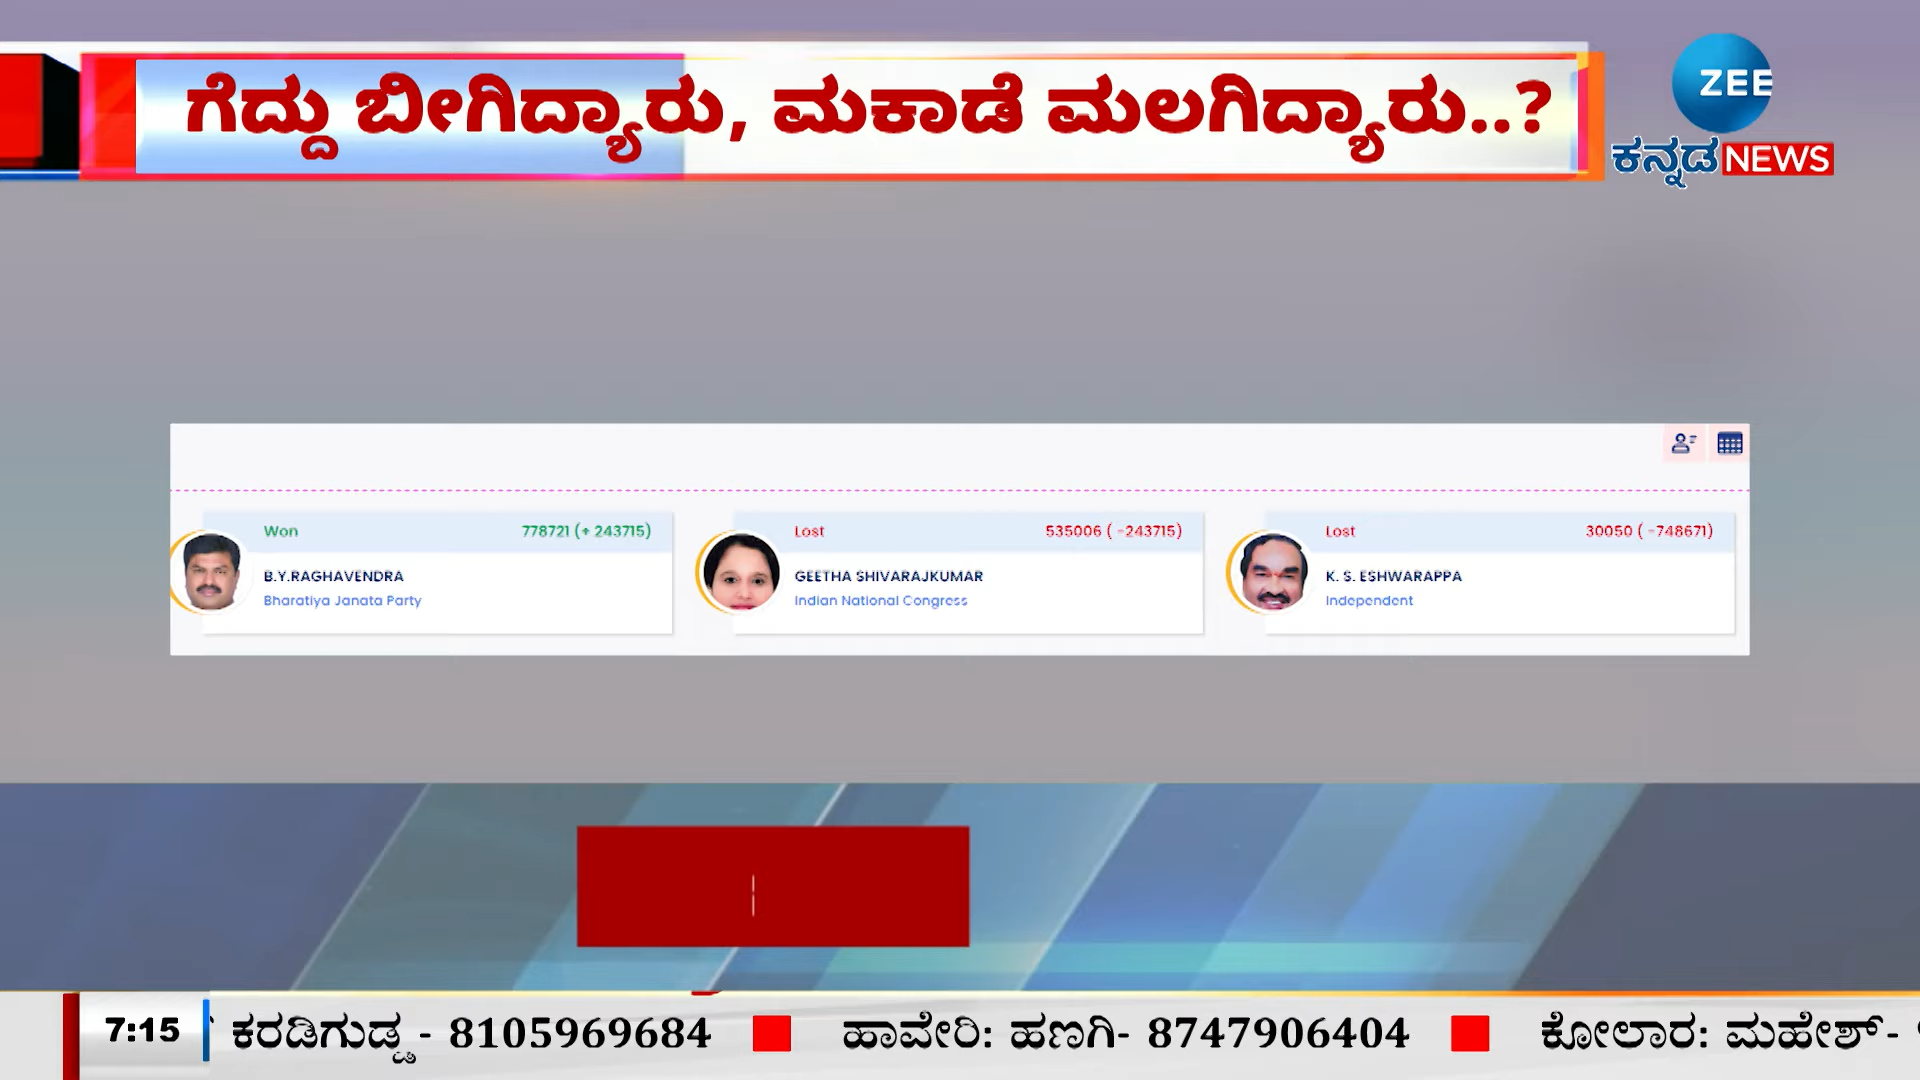 ಗೆದ್ದು ಬೀಗಿದ್ಯಾರು, ಮಕಾಡೆ ಮಲಗಿದ್ಯಾರು..?
ZEE
ಕನ್ನಡ NEWS
Won 778721 (+ 243715)
B.Y.RAGHAVENDRA
Bharatiya Janata Party
Lost 535006 ( -243715)
GEETHA SHIVARAJKUMAR
Indian National Congress
Lost 30050 ( -748671)
K. S. ESHWARAPPA
Independent
7:15 ಕರಡಿಗುಡ್ಡ - 8105969684 ಹಾವೇರಿ: ಹಣಗಿ- 8747906404 ಕೋಲಾರ: ಮಹೇಶ್-